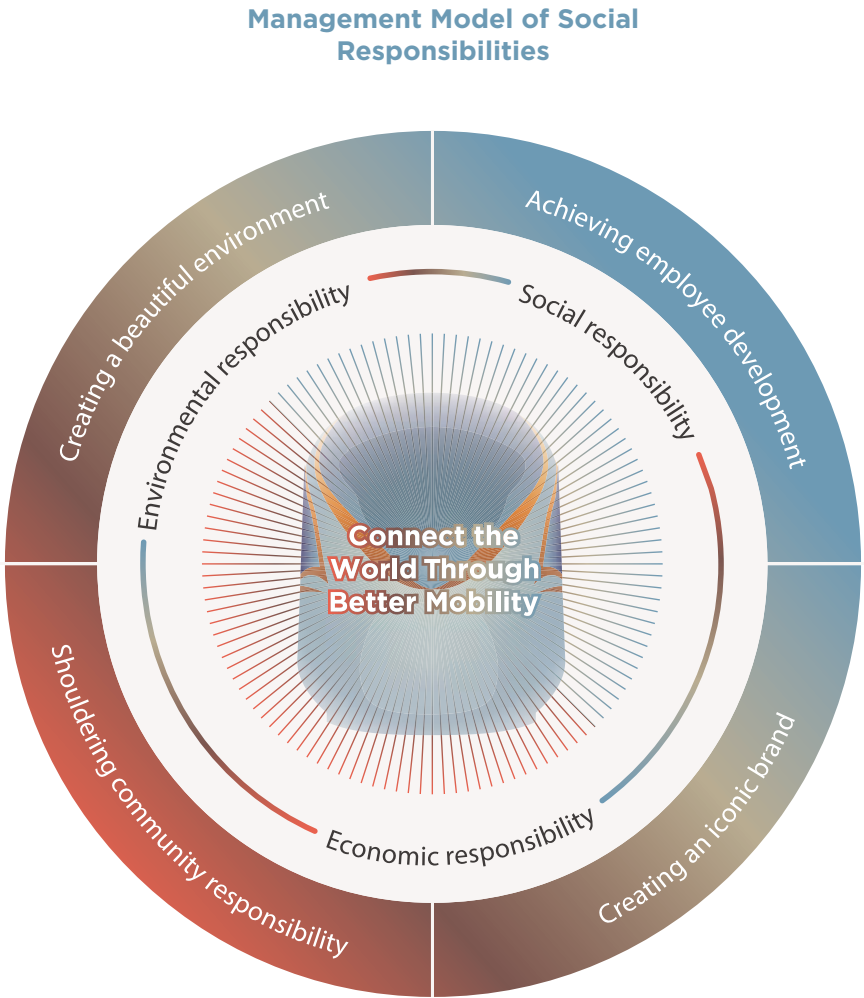 Management Model of Social
Responsibilities
Creating a beautiful environment
Achieving employee development
Environmental responsibility
Social responsibility
Connect the
World Through
Better Mobility
Economic responsibility
Shouldering community responsibility
Creating an iconic brand